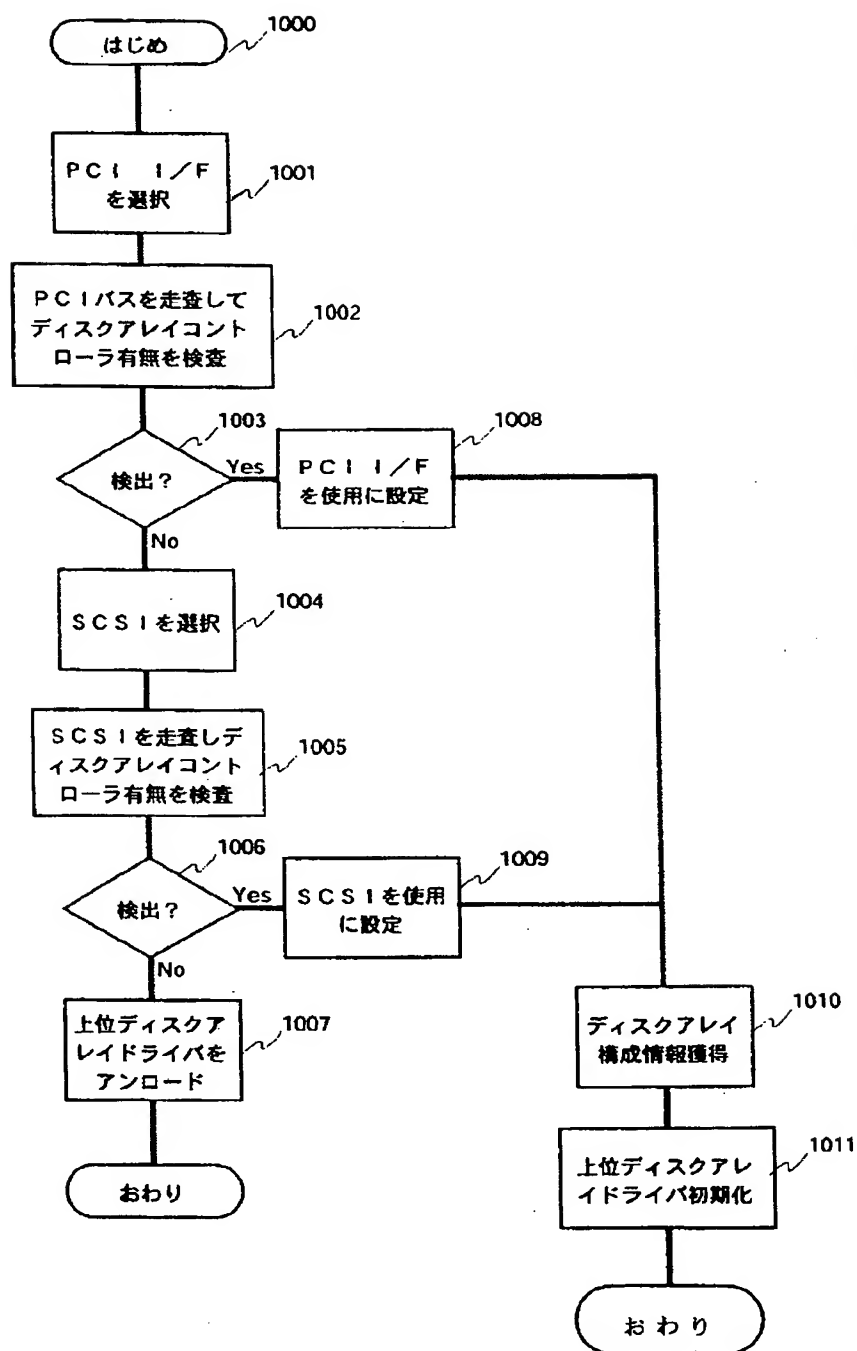 はじめ
1000
ＰＣＩ Ｉ／Ｆ
を選択
1001
ＰＣＩバスを走査して
ディスクアレイコント
ローラ有無を検査
1002
1003
検出？
Yes
No
1008
ＰＣＩ Ｉ／Ｆ
を使用に設定
ＳＣＳＩを選択
1004
ＳＣＳＩを走査しデ
ィスクアレイコント
ローラ有無を検査
1005
1006
検出？
Yes
No
1009
ＳＣＳＩを使用
に設定
上位ディスクア
レイドライバを
アンロード
1007
おわり
ディスクアレイ
構成情報獲得
1010
上位ディスクアレ
イドライバ初期化
1011
おわり